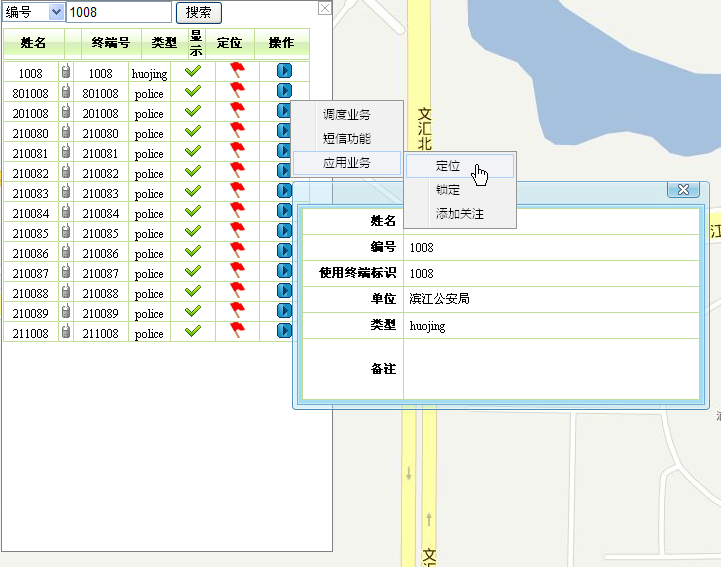 编号 1008 搜索
姓名 终端号 类型 显示 定位 操作
1008 1008 huojing
801008 801008 police
201008 201008 police
210080 210080 police
210081 210081 police
210082 210082 police
210083 210083 police
210084 210084 police
210085 210085 police
210086 210086 police
210087 210087 police
210088 210088 police
210089 210089 police
211008 211008 police
调度业务
短信功能
应用业务
定位
锁定
添加关注
姓名
编号 1008
使用终端标识 1008
单位 滨江公安局
类型 huojing
备注
文汇北
江
文